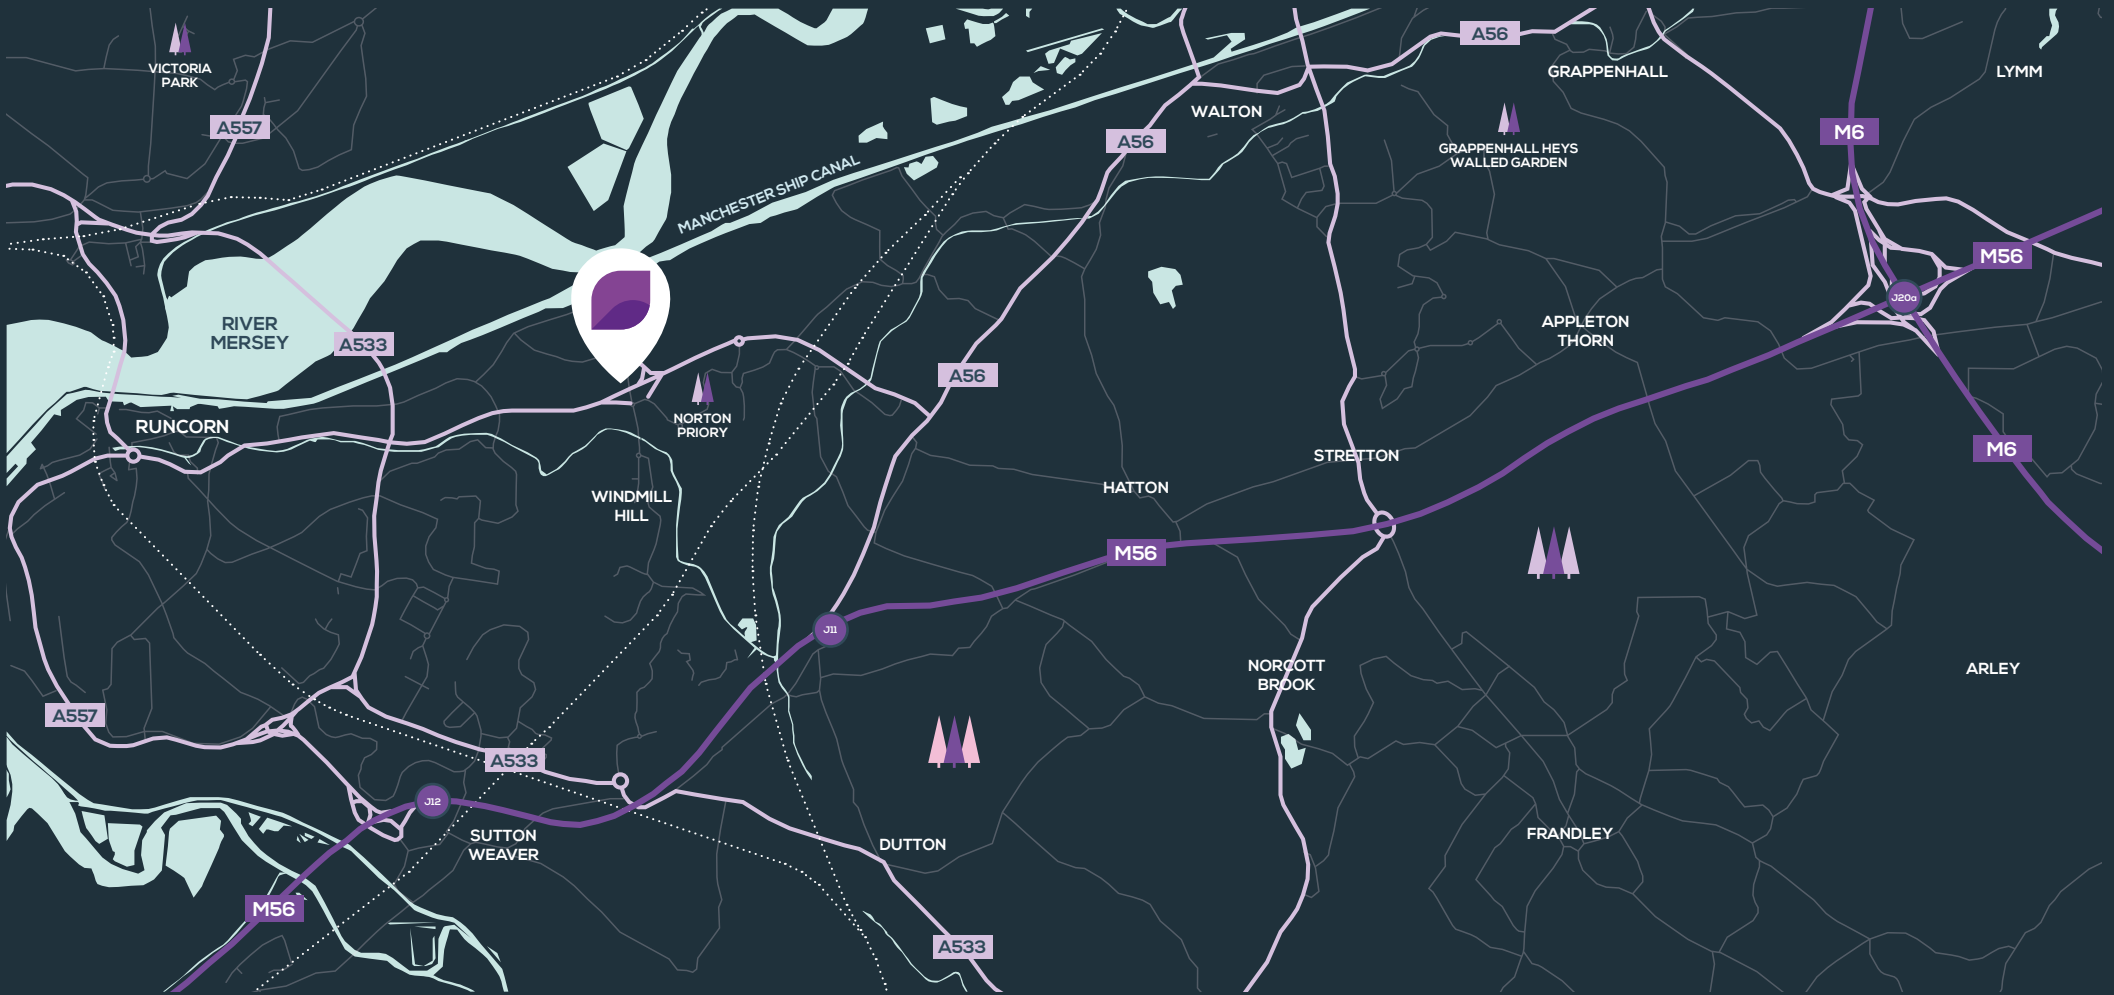 A56
VICTORIA
PARK
GRAPPENHALL
LYMM
A557
WALTON
M6
A56
GRAPPENHALL HEYS
WALLED GARDEN
MANCHESTER SHIP CANAL
M56
J20a
RIVER
MERSEY
A533
APPLETON
THORN
A56
RUNCORN
NORTON
PRIORY
M6
STRETTON
HATTON
WINDMILL
HILL
M56
J11
NORCOTT
BROOK
ARLEY
A557
A533
J12
SUTTON
WEAVER
DUTTON
FRANDLEY
M56
A533